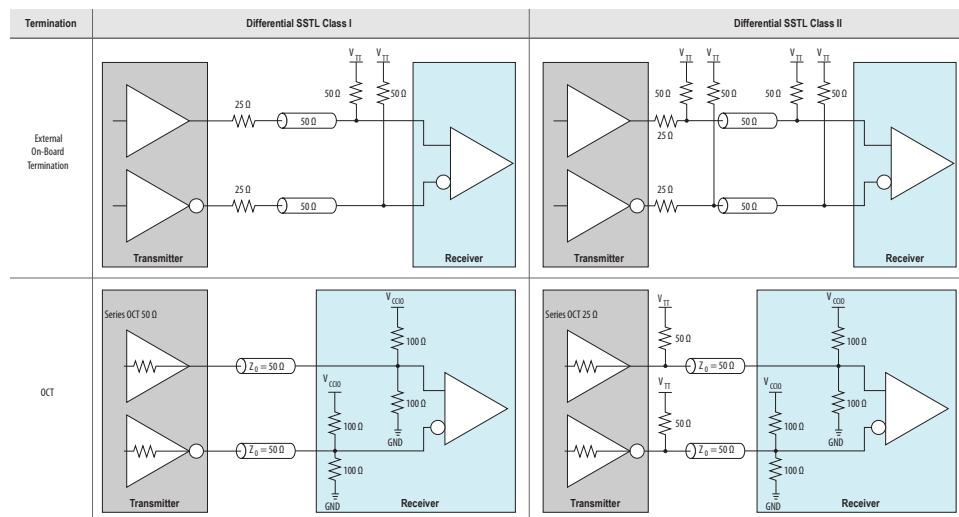 Termination
Differential SSTL Class I
Differential SSTL Class II
External
On-Board
Termination
V TT
V TT
50 Ω
50 Ω
25 Ω
50 Ω
25 Ω
50 Ω
Transmitter
Receiver
V TT
V TT
V TT
V TT
50 Ω
50 Ω
50 Ω
50 Ω
25 Ω
50 Ω
25 Ω
50 Ω
Transmitter
Receiver
OCT
Series OCT 50 Ω
V CCIO
100 Ω
Z0 = 50 Ω
V CCIO
100 Ω
100 Ω
GND
Z0 = 50 Ω
100 Ω
GND
Transmitter
Receiver
Series OCT 25 Ω
V TT
50 Ω
V CCIO
100 Ω
Z0 = 50 Ω
V TT
50 Ω
V CCIO
100 Ω
100 Ω
GND
Z0 = 50 Ω
100 Ω
GND
Transmitter
Receiver